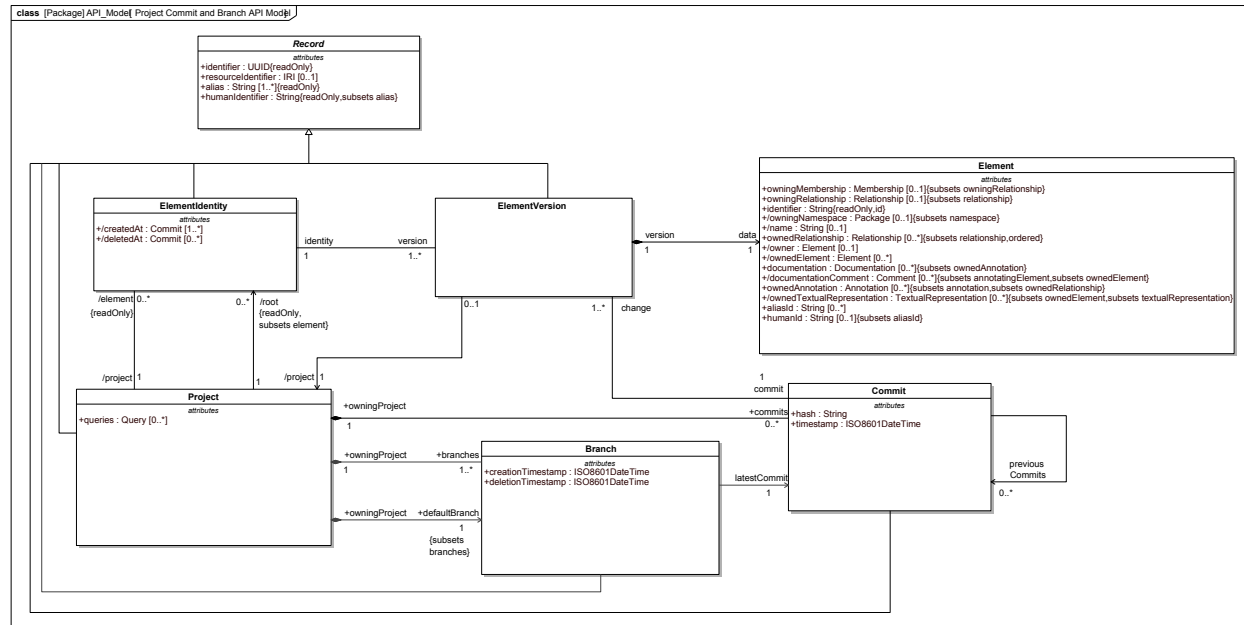 class [Package] API_Model[ Project Commit and Branch API Model]
Record
attributes
+identifier : UUID{readOnly}
+resourceIdentifier : IRI [0..1]
+alias : String [1..*]{readOnly}
+humanIdentifier : String{readOnly,subsets alias}
ElementIdentity
attributes
+/createdAt : Commit [1..*]
+/deletedAt : Commit [0..*]
identity
1
version
1..*
ElementVersion
version
1
data
1
Element
attributes
+owningMembership : Membership [0..1]{subsets owningRelationship}
+owningRelationship : Relationship [0..1]{subsets relationship}
+identifier : String{readOnly,id}
+/owningNamespace : Package [0..1]{subsets namespace}
+/name : String [0..1]
+ownedRelationship : Relationship [0..*]{subsets relationship,ordered}
+/owner : Element [0..1]
+/ownedElement : Element [0..*]
+documentation : Documentation [0..*]{subsets ownedAnnotation}
+/documentationComment : Comment [0..*]{subsets annotatingElement,subsets ownedElement}
+ownedAnnotation : Annotation [0..*]{subsets annotation,subsets ownedRelationship}
+/ownedTextualRepresentation : TextualRepresentation [0..*]{subsets ownedElement,subsets textualRepresentation}
+aliasId : String [0..*]
+humanId : String [0..1]{subsets aliasId}
/element
0..*
{readOnly}
0..*
/root
{readOnly,
subsets element}
0..1
1..*
change
/project
1
1
/project
1
1
commit
Project
attributes
+queries : Query [0..*]
+owningProject
1
+commits
0..*
+owningProject
1
+branches
1..*
+owningProject
+defaultBranch
1
{subsets
branches}
Branch
attributes
+creationTimestamp : ISO8601DateTime
+deletionTimestamp : ISO8601DateTime
latestCommit
1
Commit
attributes
+hash : String
+timestamp : ISO8601DateTime
previous
Commits
0..*